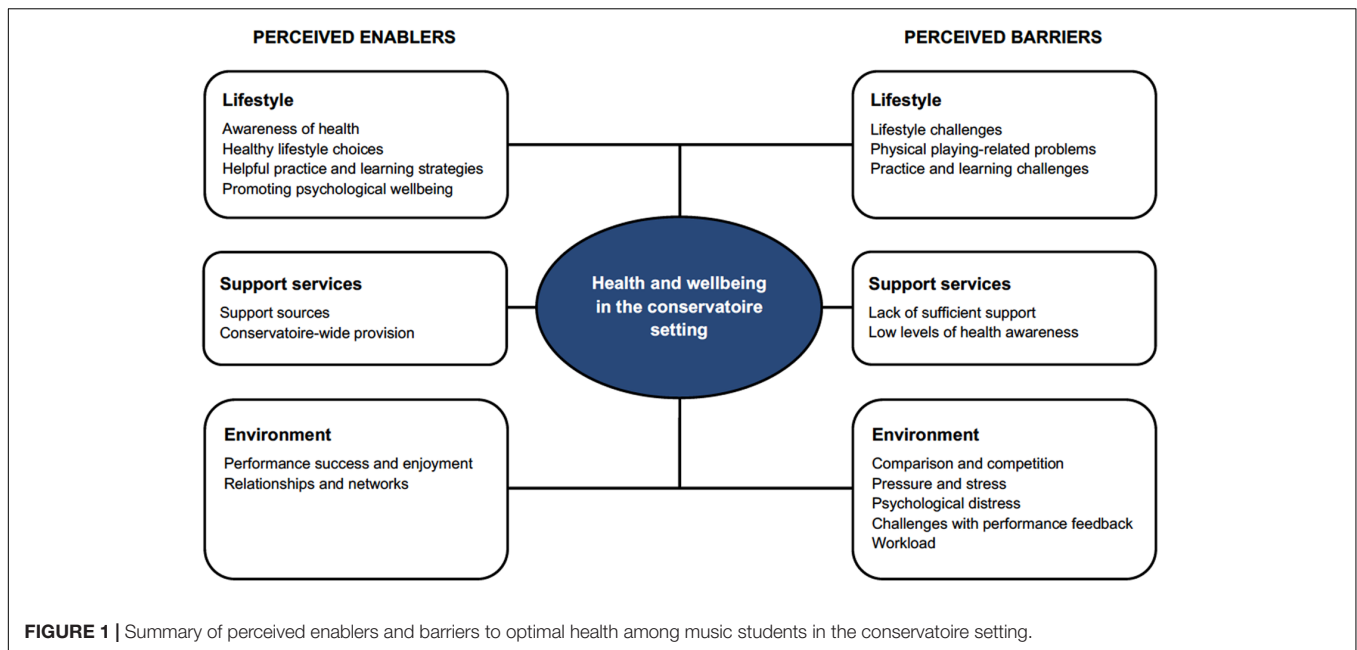 PERCEIVED ENABLERS
PERCEIVED BARRIERS
Lifestyle
Awareness of health
Healthy lifestyle choices
Helpful practice and learning strategies
Promoting psychological wellbeing
Lifestyle
Lifestyle challenges
Physical playing-related problems
Practice and learning challenges
Support services
Support sources
Conservatoire-wide provision
Health and wellbeing
in the conservatoire
setting
Support services
Lack of sufficient support
Low levels of health awareness
Environment
Performance success and enjoyment
Relationships and networks
Environment
Comparison and competition
Pressure and stress
Psychological distress
Challenges with performance feedback
Workload
FIGURE 1 | Summary of perceived enablers and barriers to optimal health among music students in the conservatoire setting.